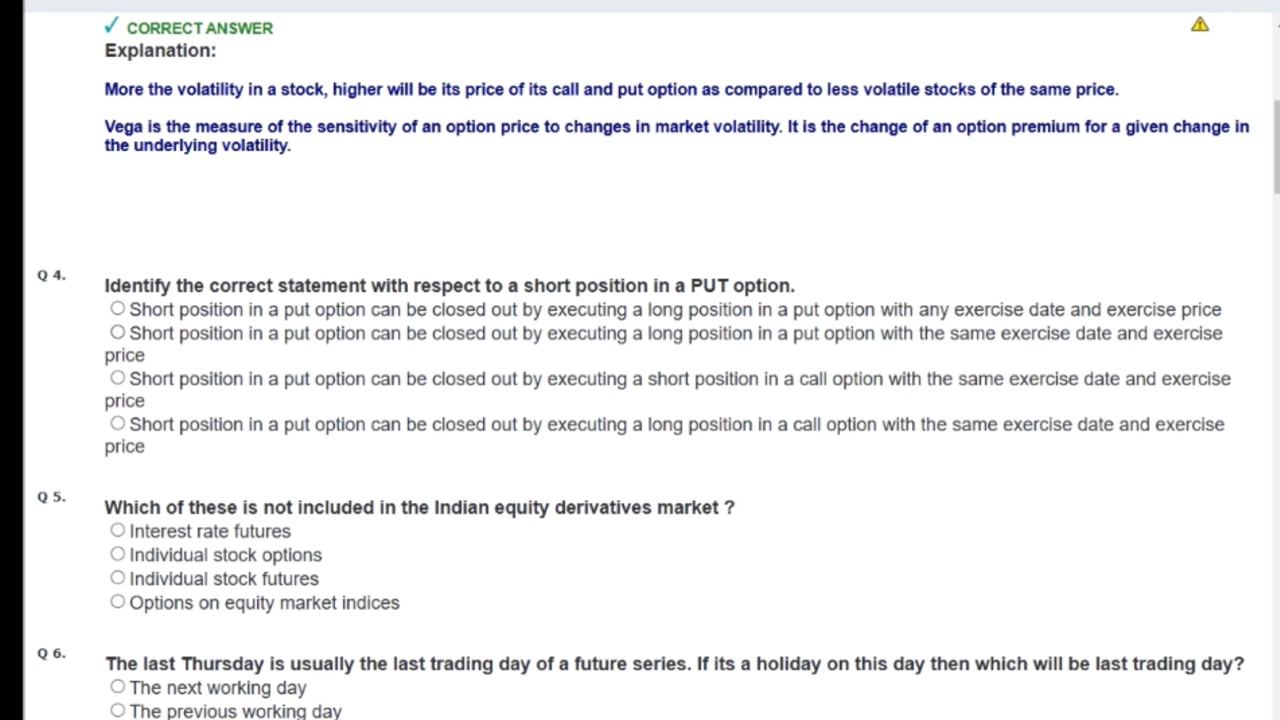 ✓ CORRECT ANSWER
Explanation:
More the volatility in a stock, higher will be its price of its call and put option as compared to less volatile stocks of the same price.
Vega is the measure of the sensitivity of an option price to changes in market volatility. It is the change of an option premium for a given change in
the underlying volatility.
Q 4.
Identify the correct statement with respect to a short position in a PUT option.
Short position in a put option can be closed out by executing a long position in a put option with any exercise date and exercise price
Short position in a put option can be closed out by executing a long position in a put option with the same exercise date and exercise
price
Short position in a put option can be closed out by executing a short position in a call option with the same exercise date and exercise
price
Short position in a put option can be closed out by executing a long position in a call option with the same exercise date and exercise
price
Q 5.
Which of these is not included in the Indian equity derivatives market ?
Interest rate futures
Individual stock options
Individual stock futures
Options on equity market indices
Q 6.
The last Thursday is usually the last trading day of a future series. If its a holiday on this day then which will be last trading day?
The next working day
The previous working day